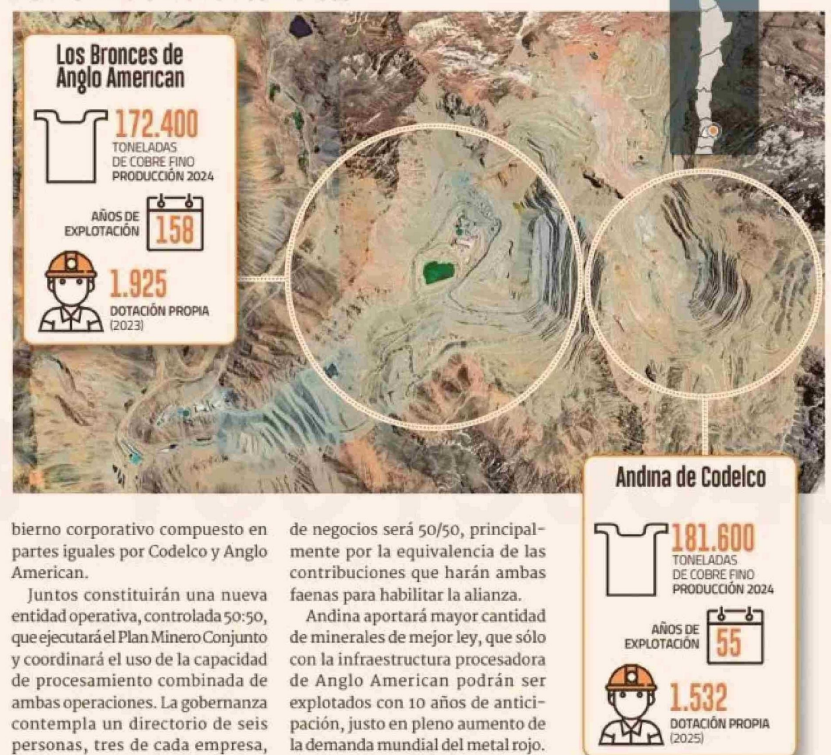 Los Bronces de
Anglo American
172.400
TONELADAS
DE COBRE FINO
PRODUCCIÓN 2024
AÑOS DE
EXPLOTACIÓN
158
1.925
DOTACIÓN PROPIA
(2023)
bierno corporativo compuesto en
partes iguales por Codelco y Anglo
American.
Juntos constituirán una nueva
entidad operativa, controlada 50:50,
que ejecutará el Plan Minero Conjunto
y coordinará el uso de la capacidad
de procesamiento combinada de
ambas operaciones. La gobernanza
contempla un directorio de seis
personas, tres de cada empresa,
de negocios será 50/50, principal-
mente por la equivalencia de las
contribuciones que harán ambas
faenas para habilitar la alianza.
Andina aportará mayor cantidad
de minerales de mejor ley, que sólo
con la infraestructura procesadora
de Anglo American podrán ser
explotados con 10 años de antici-
pación, justo en pleno aumento de
la demanda mundial del metal rojo.
Andina de Codelco
181.600
TONELADAS
DE COBRE FINO
PRODUCCIÓN 2024
AÑOS DE
EXPLOTACIÓN
55
1.532
DOTACIÓN PROPIA
(2025)